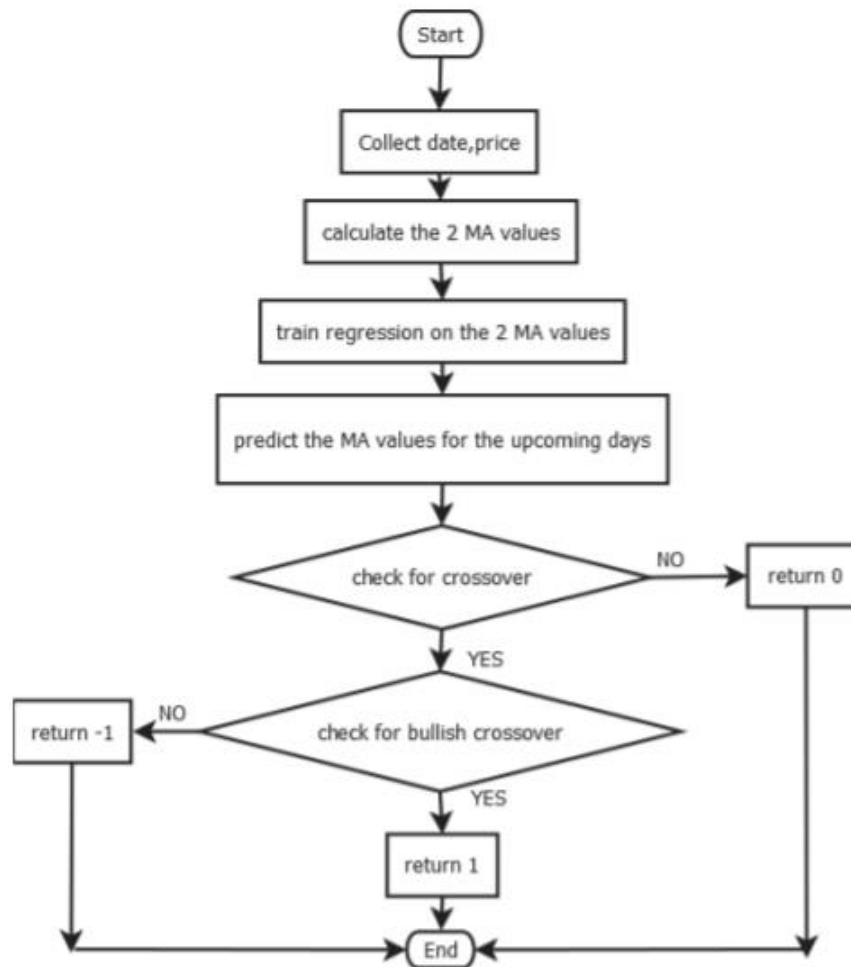 Start
Collect date,price
calculate the 2 MA values
train regression on the 2 MA values
predict the MA values for the upcoming days
check for crossover
NO
return 0
YES
return -1
NO
check for bullish crossover
YES
return 1
End